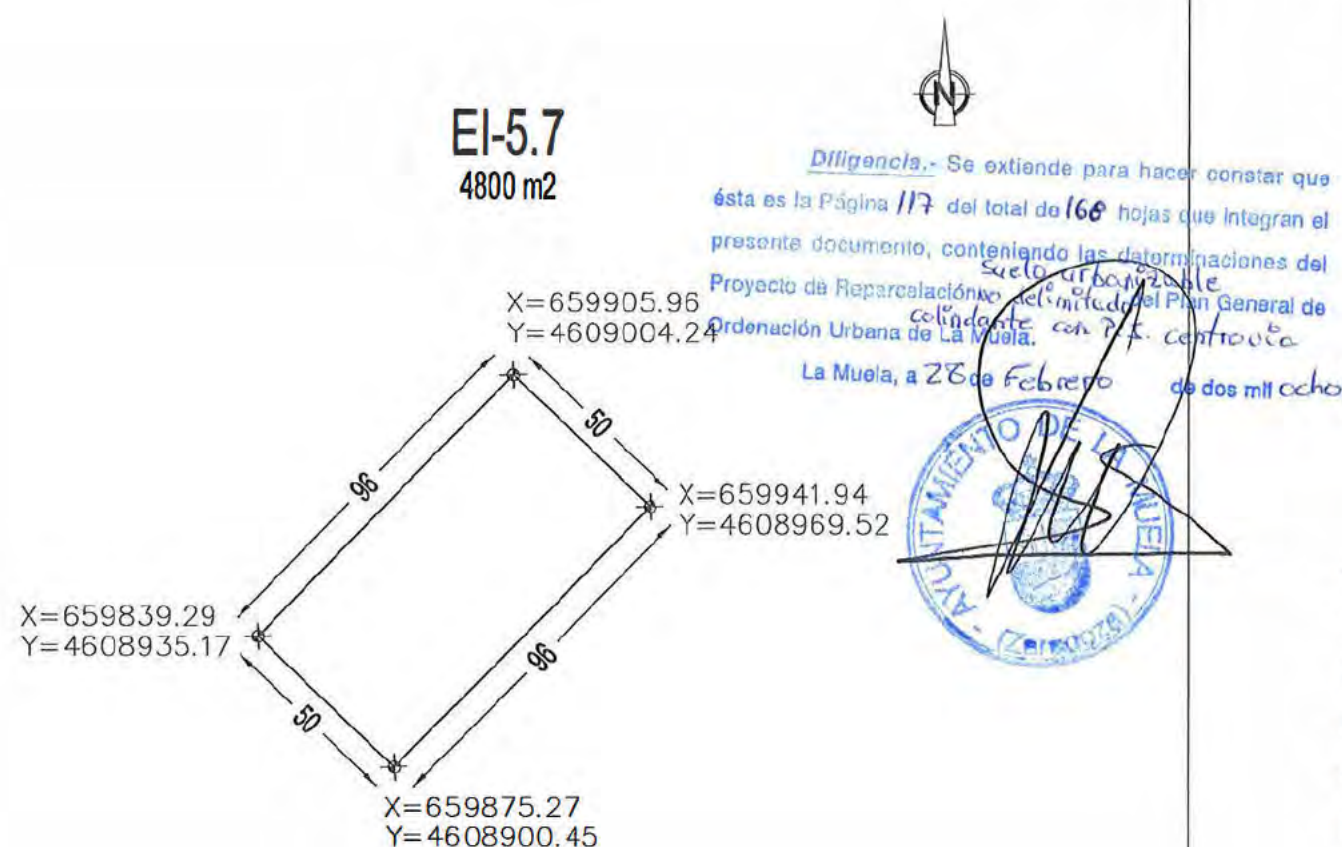 N
EI-5.7
4800 m2
Diligencia.- Se extiende para hacer constar que
ésta es la Página 117 del total de 168 hojas que integran el
presente documento, conteniendo las determinaciones del
suelo urbanizable
Proyecto de Reparcelación no delimitado del Plan General de
colindante con P.I. Centrovía
Ordenación Urbana de La Muela.
La Muela, a 28 de Febrero de dos mil ocho
X=659905.96
Y=4609004.24
50
96
X=659941.94
Y=4608969.52
AYUNTAMIENTO DE LA MUELA - (ZARAGOZA) -
X=659839.29
Y=4608935.17
96
50
X=659875.27
Y=4608900.45